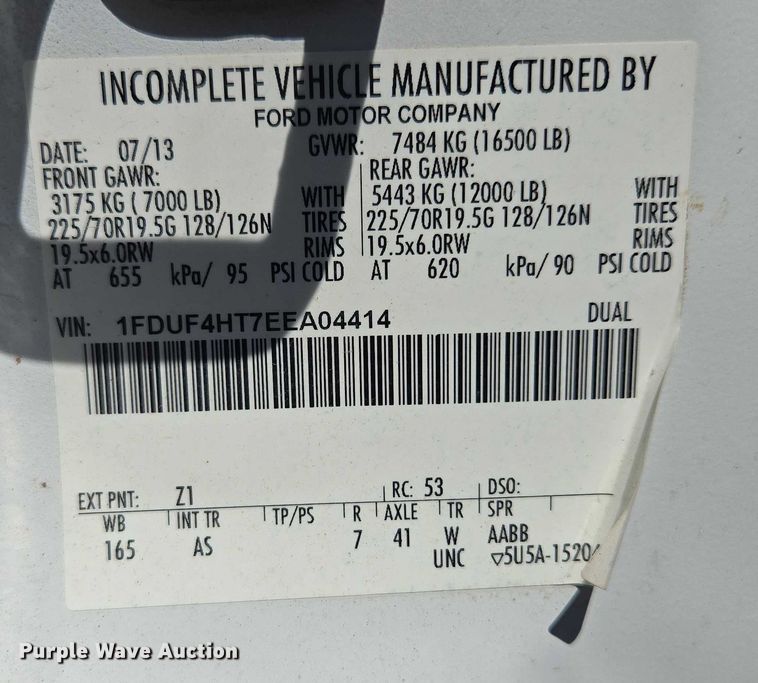 INCOMPLETE VEHICLE MANUFACTURED BY
FORD MOTOR COMPANY
DATE: 07/13 GVWR: 7484 KG (16500 LB)
FRONT GAWR: REAR GAWR:
3175 KG ( 7000 LB) WITH 5443 KG (12000 LB) WITH
225/70R19.5G 128/126N TIRES 225/70R19.5G 128/126N TIRES
19.5x6.0RW RIMS 19.5x6.0RW RIMS
AT 655 kPa/ 95 PSI COLD AT 620 kPa/ 90 PSI COLD
VIN: 1FDUF4HT7EEA04414 DUAL
EXT PNT: Z1 RC: 53 DSO:
WB INT TR TP/PS R AXLE TR SPR
165 AS 7 41 W AABB
UNC ▽5U5A-1520
Purple Wave Auction